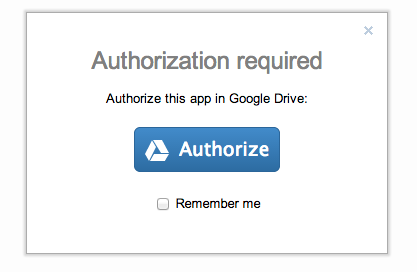 Authorization required
Authorize this app in Google Drive:
Authorize
Remember me